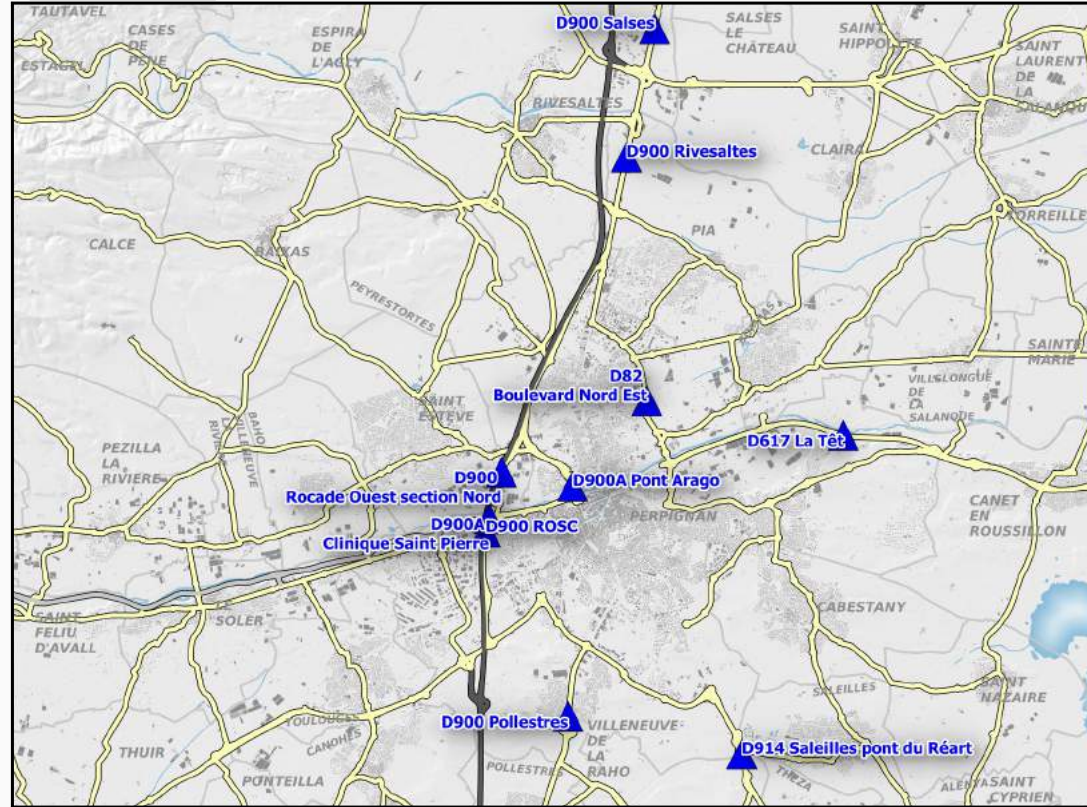 TAUTAVEL
CASES
DE
PÈNE
ESTAGEL
ESPIRA
DE
L'AGLY
D900 Salses
SALSES
LE
CHÂTEAU
SAINT
HIPPOLYTE
SAINT
LAURENT
DE
LA
SALANQUE
RIVESALTES
D900 Rivesaltes
CLAIRA
TORREILLE
CALCE
BAIXAS
PIA
PEYRESTORTES
SAINTE
MARIE
D82
Boulevard Nord Est
VILLELONGUE
DE
LA
SALANQUE
SAINT
ESTÈVE
BAHO
VILLENEUVE
DE
LA
RIVIÈRE
PEZILLA
LA
RIVIERE
D617 La Têt
D900
Rocade Ouest section Nord
D900A Pont Arago
PERPIGNAN
CANET
EN
ROUSSILLON
D900A
Clinique Saint Pierre
D900 ROSC
SAINT
FELIU
D'AVALL
LE
SOLER
CABESTANY
SALEILLES
SAINT
NAZAIRE
TOULOUGES
CANOHÈS
D900 Pollestres
VILLENEUVE
DE
LA
RAHO
D914 Saleilles pont du Réart
THUIR
PONTEILLA
POLLESTRES
THEZA
ALENYA
SAINT
CYPRIEN